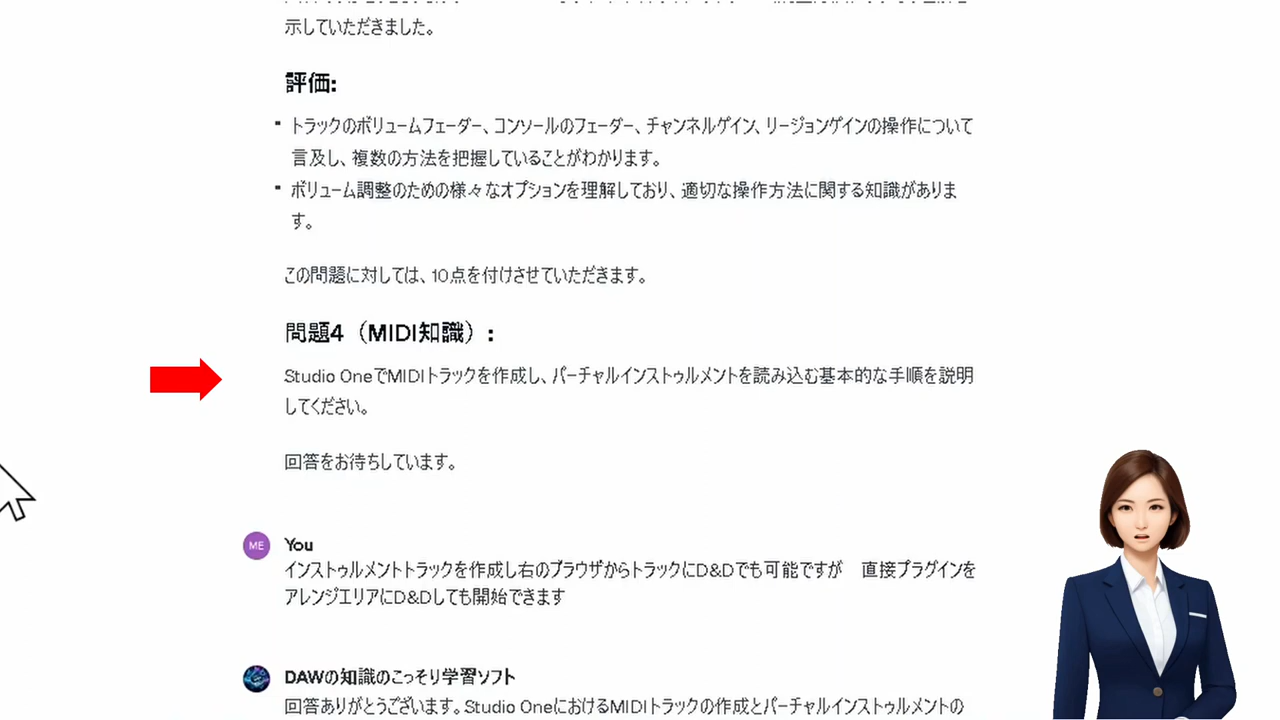 示していただきました。
評価:
▪ トラックのボリュームフェーダー、コンソールのフェーダー、チャンネルゲイン、リージョンゲインの操作について
言及し、複数の方法を把握していることがわかります。
▪ ボリューム調整のための様々なオプションを理解しており、適切な操作方法に関する知識がありま
す。
この問題に対しては、10点を付けさせていただきます。
問題4（MIDI知識）:
Studio OneでMIDIトラックを作成し、バーチャルインストゥルメントを読み込む基本的な手順を説明
してください。
回答をお待ちしています。
ME You
インストゥルメントトラックを作成し右のブラウザからトラックにD&Dでも可能ですが　直接プラグインを
アレンジエリアにD&Dしても開始できます
DAWの知識のこっそり学習ソフト
回答ありがとうございます。Studio OneにおけるMIDIトラックの作成とバーチャルインストゥルメントの